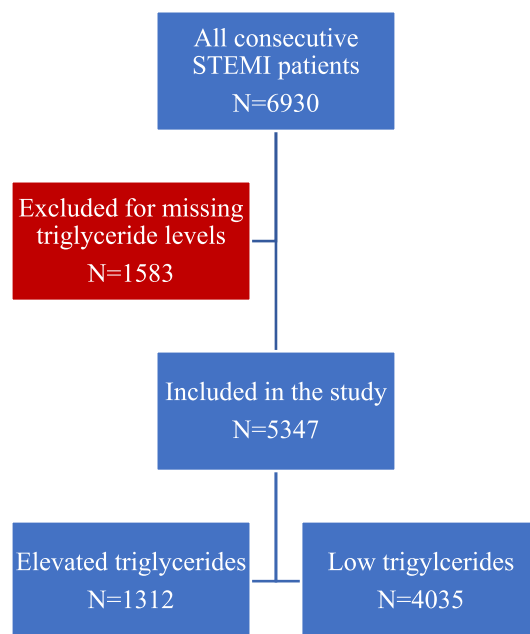 All consecutive
STEMI patients
N=6930
Excluded for missing
triglyceride levels
N=1583
Included in the study
N=5347
Elevated triglycerides
N=1312
Low trigylcerides
N=4035